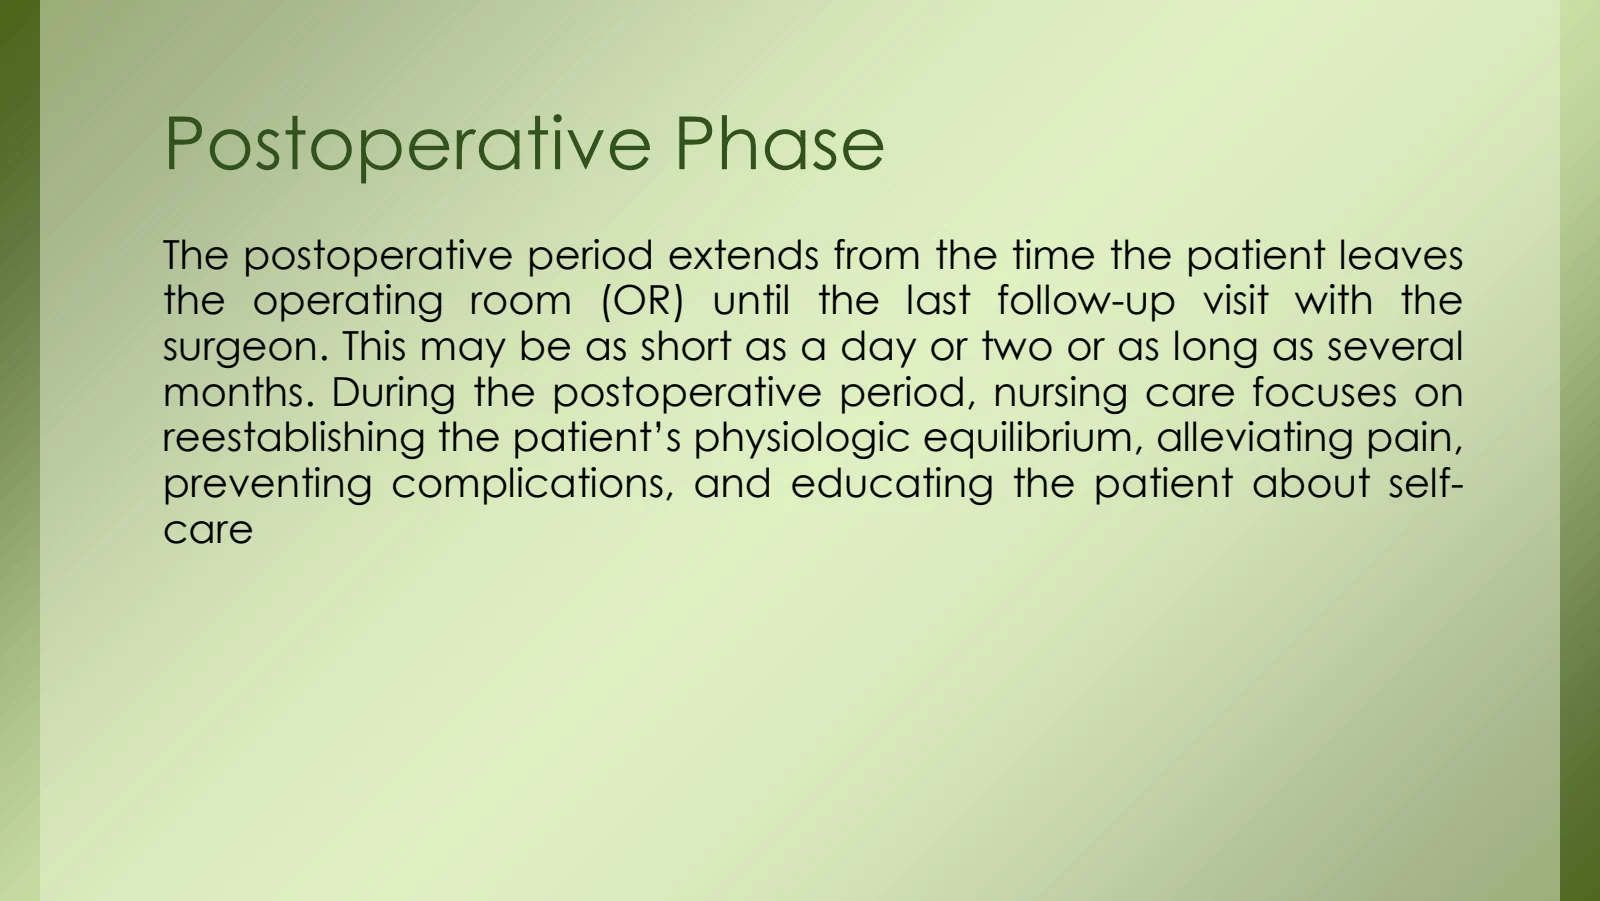 Postoperative Phase
The postoperative period extends from the time the patient leaves
the operating room (OR) until the last follow-up visit with the
surgeon. This may be as short as a day or two or as long as several
months. During the postoperative period, nursing care focuses on
reestablishing the patient’s physiologic equilibrium, alleviating pain,
preventing complications, and educating the patient about self-
care